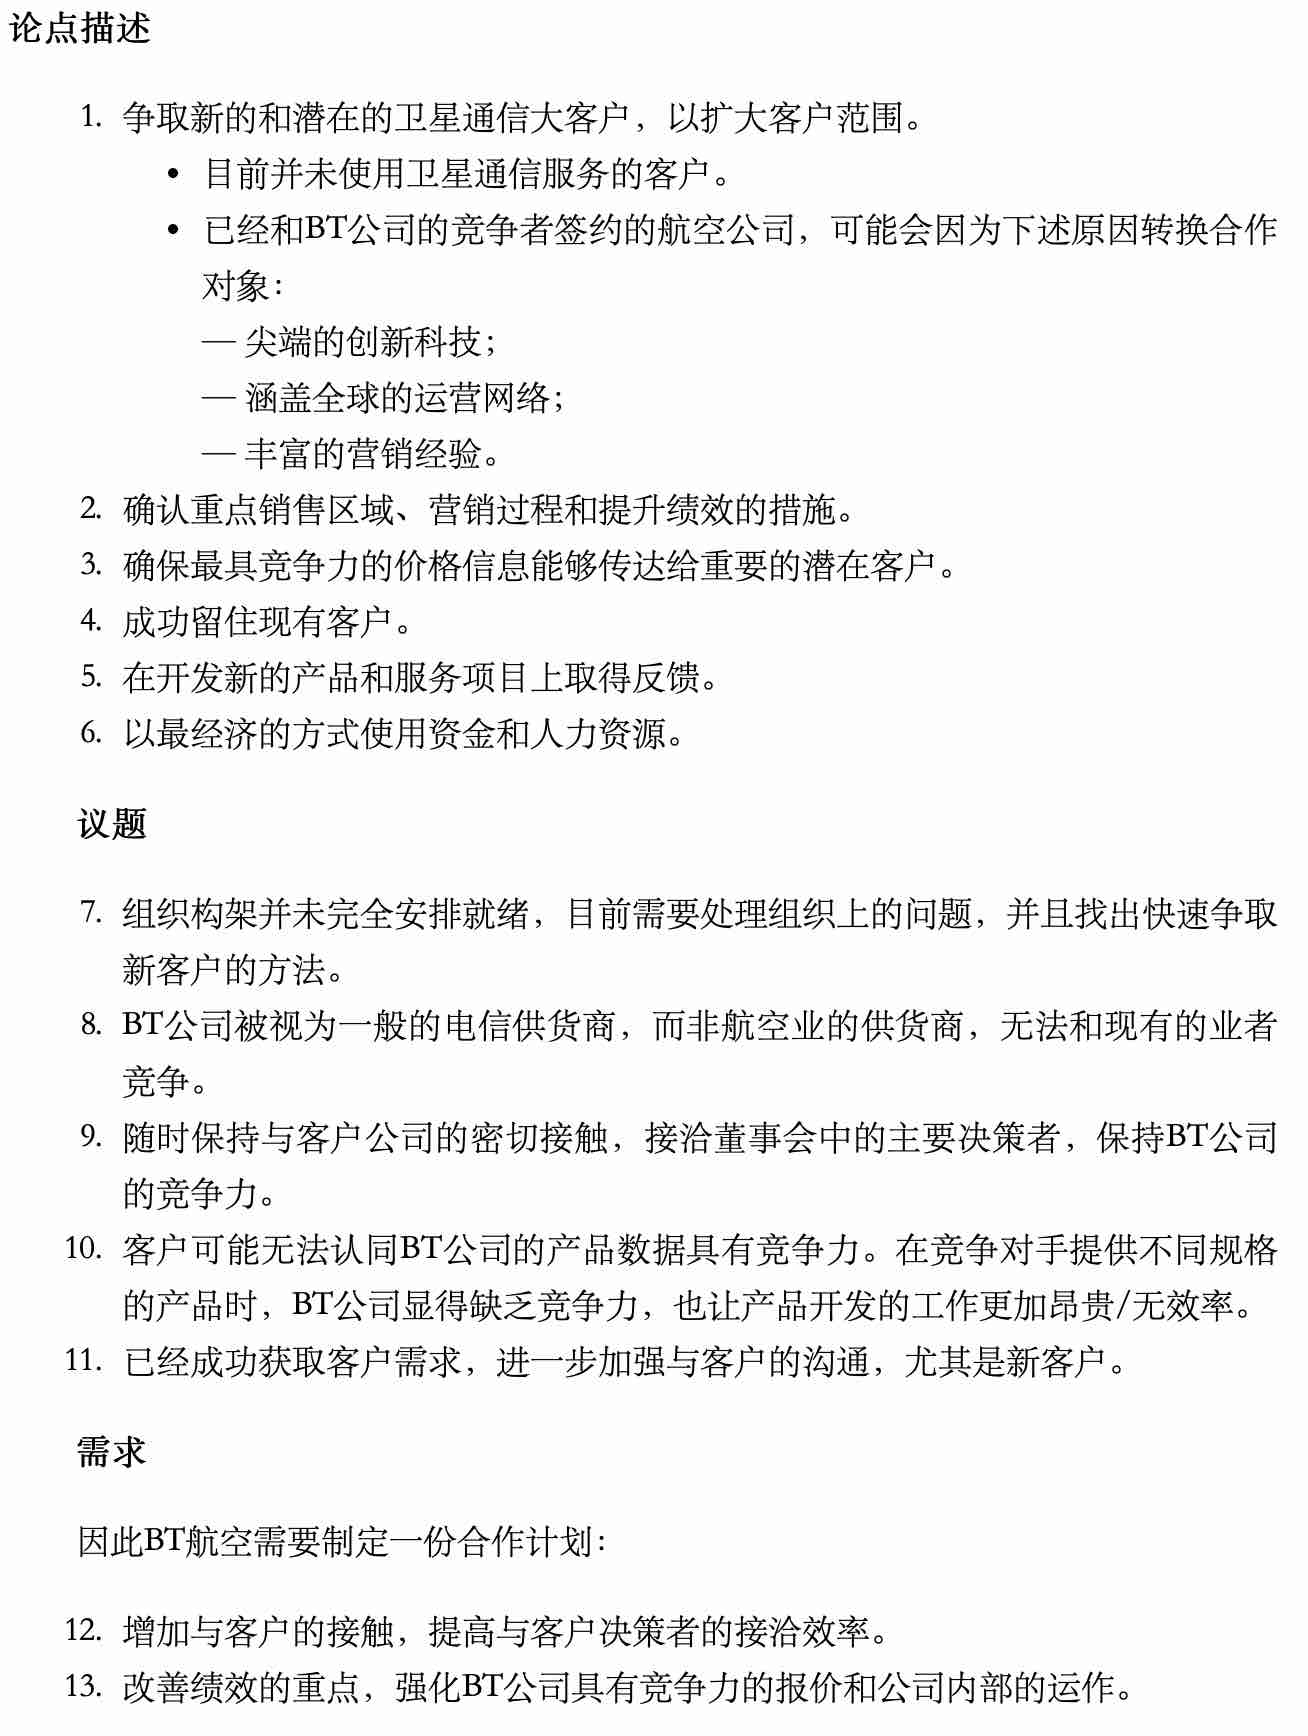 论点描述
1. 争取新的和潜在的卫星通信大客户，以扩大客户范围。
• 目前并未使用卫星通信服务的客户。
• 已经和BT公司的竞争者签约的航空公司，可能会因为下述原因转换合作
对象：
— 尖端的创新科技；
— 涵盖全球的运营网络；
— 丰富的营销经验。
2. 确认重点销售区域、营销过程和提升绩效的措施。
3. 确保最具竞争力的价格信息能够传达给重要的潜在客户。
4. 成功留住现有客户。
5. 在开发新的产品和服务项目上取得反馈。
6. 以最经济的方式使用资金和人力资源。
议题
7. 组织构架并未完全安排就绪，目前需要处理组织上的问题，并且找出快速争取
新客户的方法。
8. BT公司被视为一般的电信供货商，而非航空业的供货商，无法和现有的业者
竞争。
9. 随时保持与客户公司的密切接触，接洽董事会中的主要决策者，保持BT公司
的竞争力。
10. 客户可能无法认同BT公司的产品数据具有竞争力。在竞争对手提供不同规格
的产品时，BT公司显得缺乏竞争力，也让产品开发的工作更加昂贵/无效率。
11. 已经成功获取客户需求，进一步加强与客户的沟通，尤其是新客户。
需求
因此BT航空需要制定一份合作计划：
12. 增加与客户的接触，提高与客户决策者的接洽效率。
13. 改善绩效的重点，强化BT公司具有竞争力的报价和公司内部的运作。